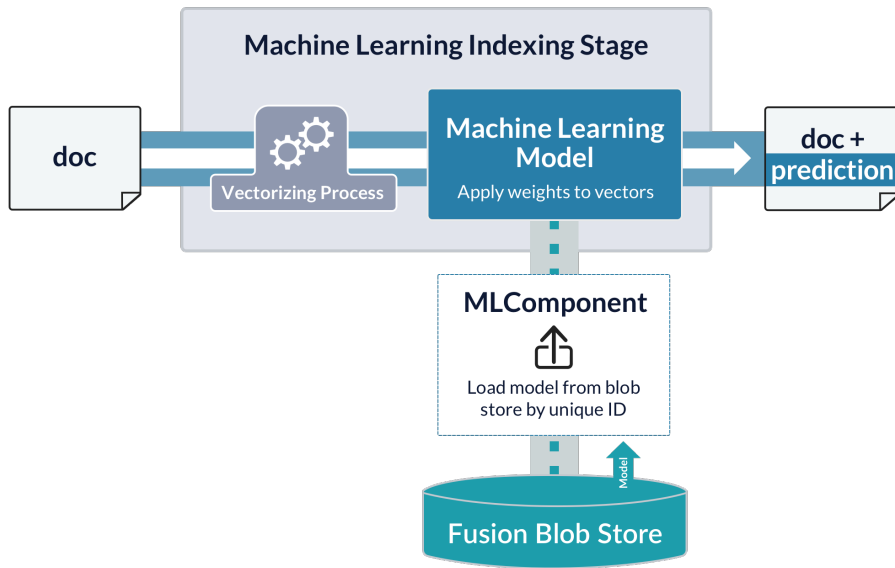 Machine Learning Indexing Stage
doc
Vectorizing Process
Machine Learning
Model
Apply weights to vectors
doc +
prediction
MLComponent
Load model from blob
store by unique ID
Model
Fusion Blob Store